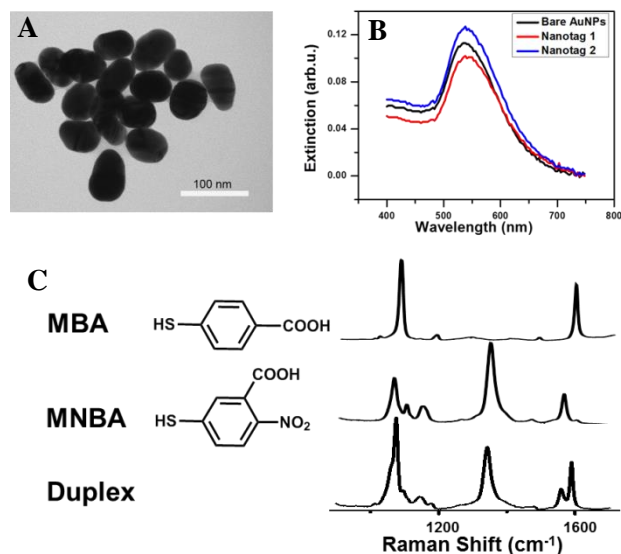 A
100 nm
B
Bare AuNPs
Nanotag 1
Nanotag 2
Extinction (arb.u.)
0.12
0.08
0.04
0.00
400 500 600 700 800
Wavelength (nm)
C
MBA
HS
COOH
MNBA
COOH
HS
NO₂
Duplex
1200 1600
Raman Shift (cm⁻¹)